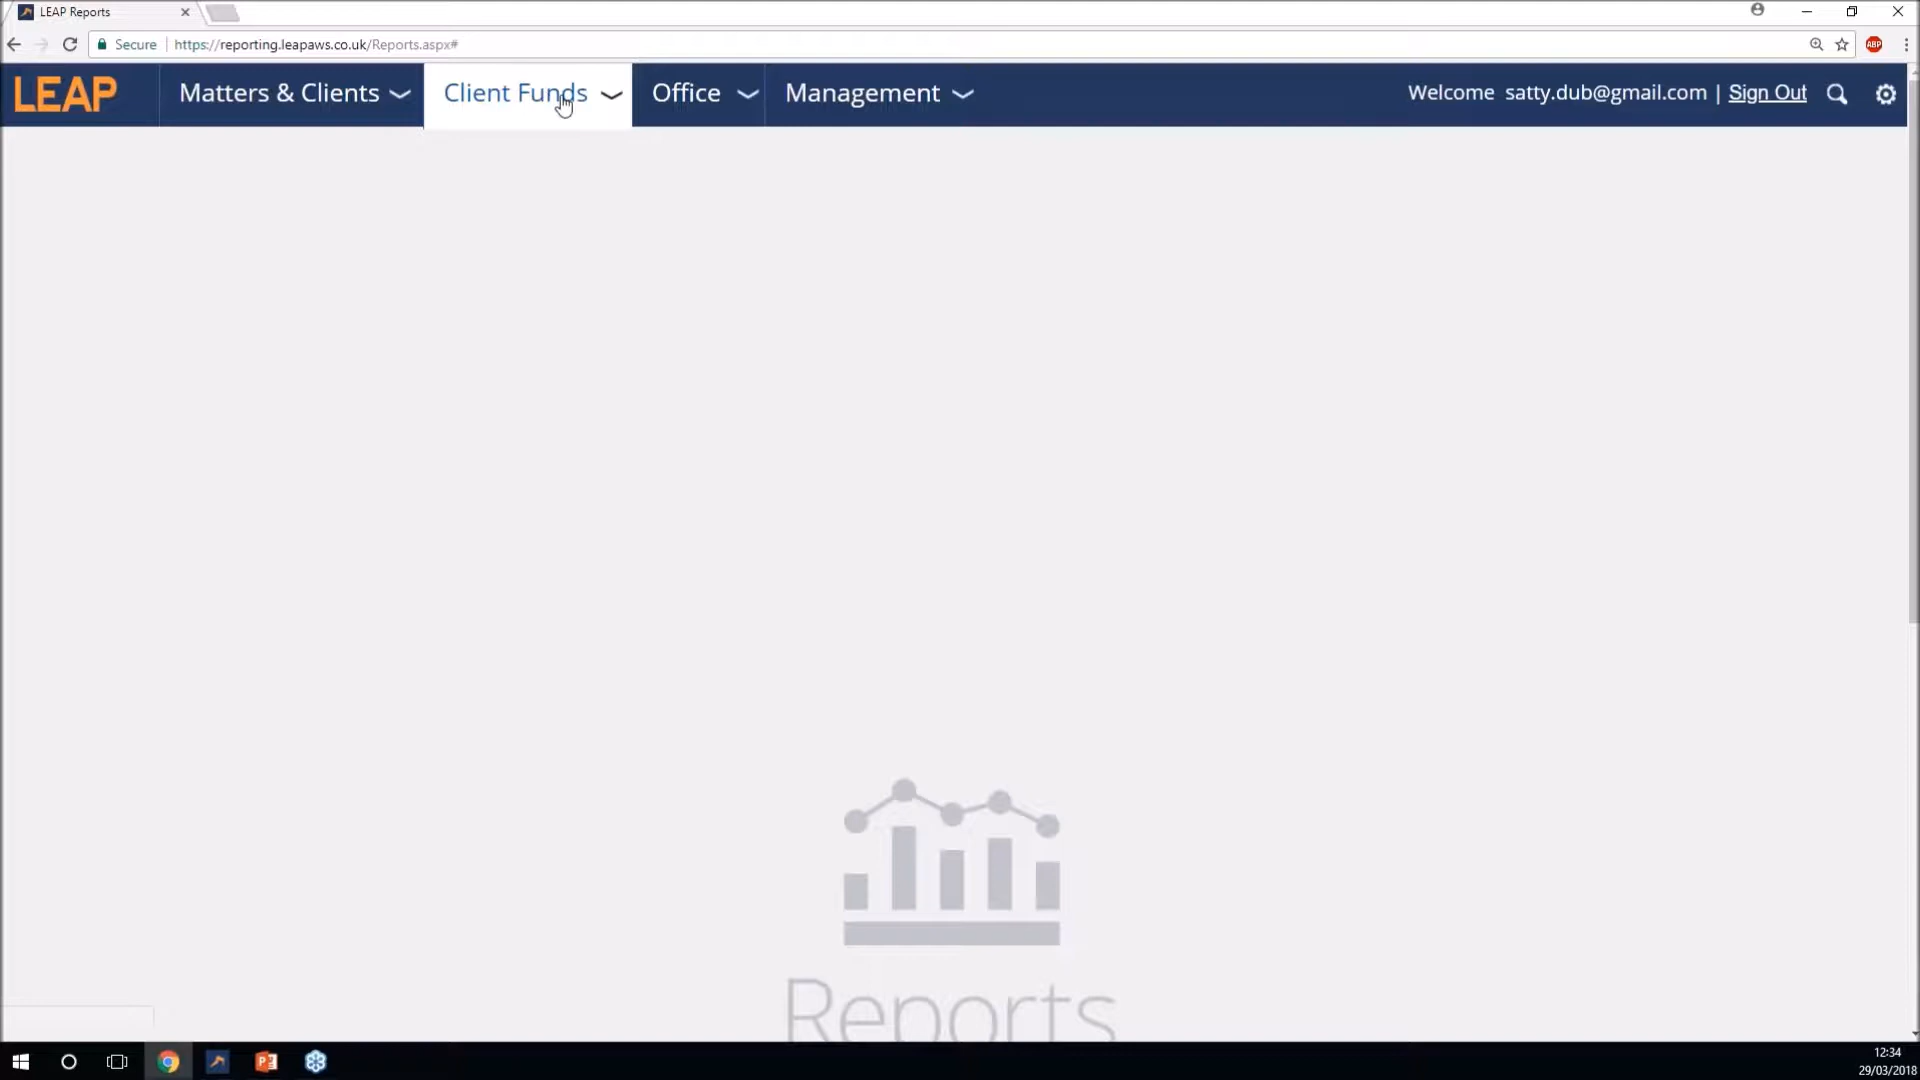 LEAP Reports
Secure https://reporting.leapaws.co.uk/Reports.aspx#
ABP
LEAP Matters & Clients Client Funds Office Management Welcome satty.dub@gmail.com | Sign Out
Reports
12:34
29/03/2018